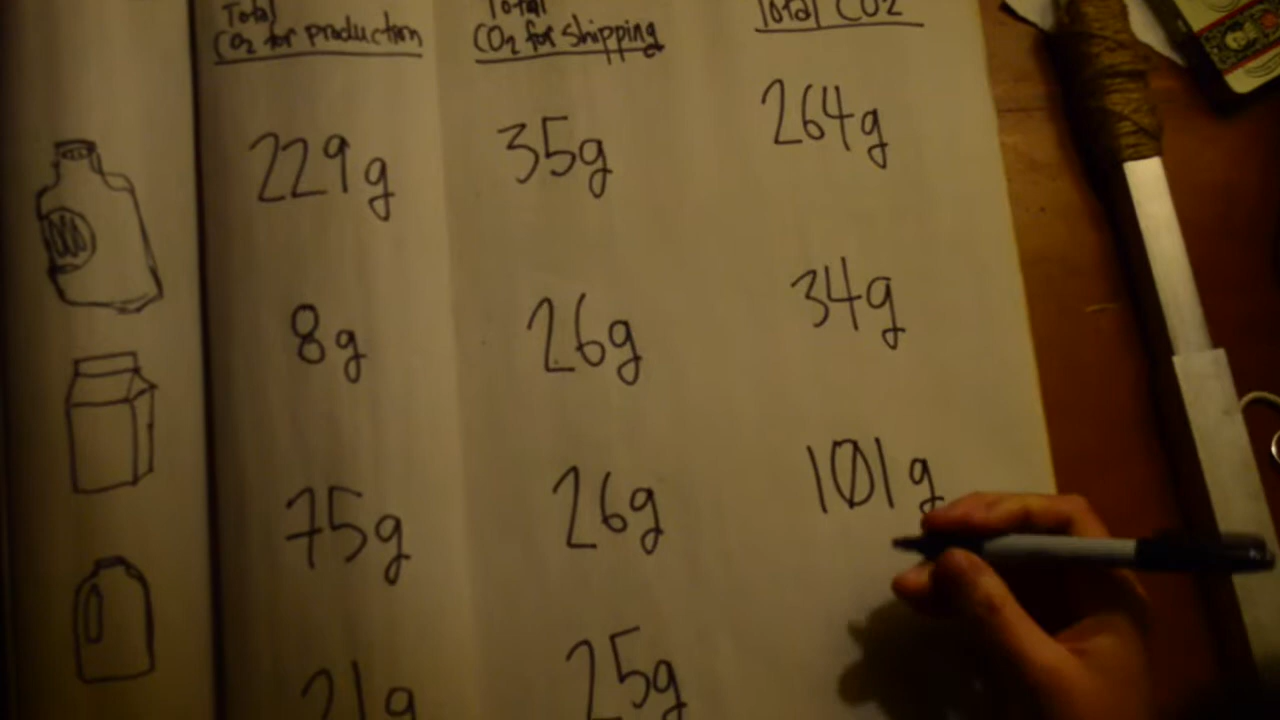 Total Total Total CO2
CO2 for production CO2 for shipping
229g 35g 264g
8g 26g 34g
75g 26g 101g
21g 25g